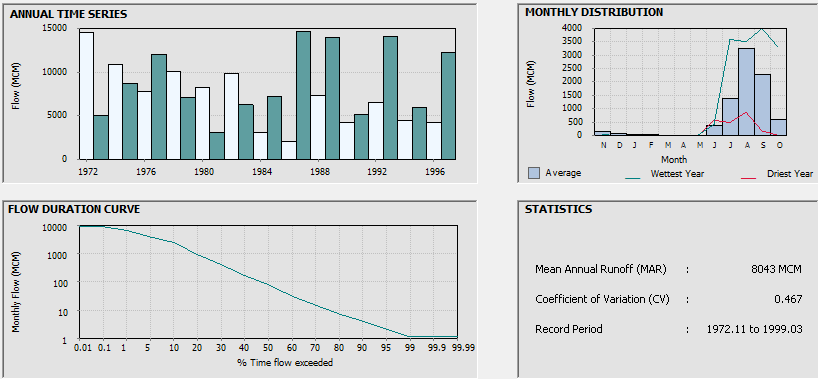 ANNUAL TIME SERIES
15000
10000
5000
0
Flow (MCM)
1972 1976 1980 1984 1988 1992 1996
MONTHLY DISTRIBUTION
4000
3500
3000
2500
2000
1500
1000
500
0
Flow (MCM)
N D J F M A M J J A S O
Month
Average Wettest Year Driest Year
FLOW DURATION CURVE
10000
1000
100
10
1
Monthly Flow (MCM)
0.01 0.1 1 5 10 20 30 40 50 60 70 80 90 95 99 99.9 99.99
% Time flow exceeded
STATISTICS
Mean Annual Runoff (MAR) : 8043 MCM
Coefficient of Variation (CV) : 0.467
Record Period : 1972.11 to 1999.03